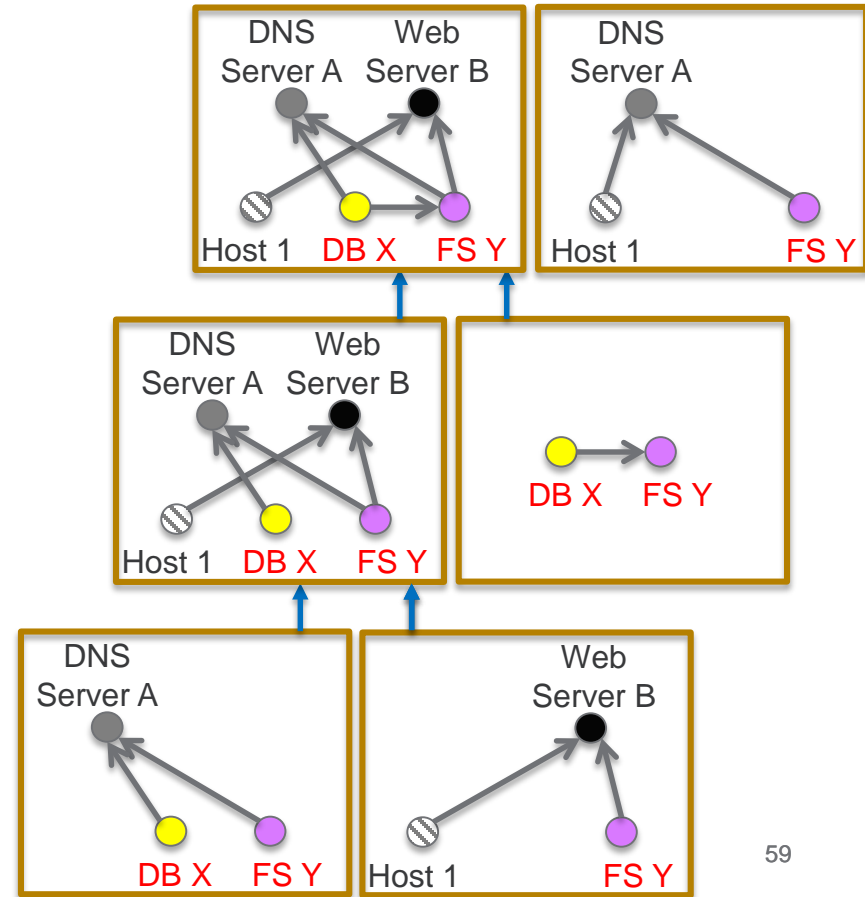 DNS
Server A
Web
Server B
Host 1
DB X
FS Y
DNS
Server A
Host 1
FS Y
DNS
Server A
Web
Server B
Host 1
DB X
FS Y
DB X
FS Y
DNS
Server A
DB X
FS Y
Web
Server B
Host 1
FS Y
59